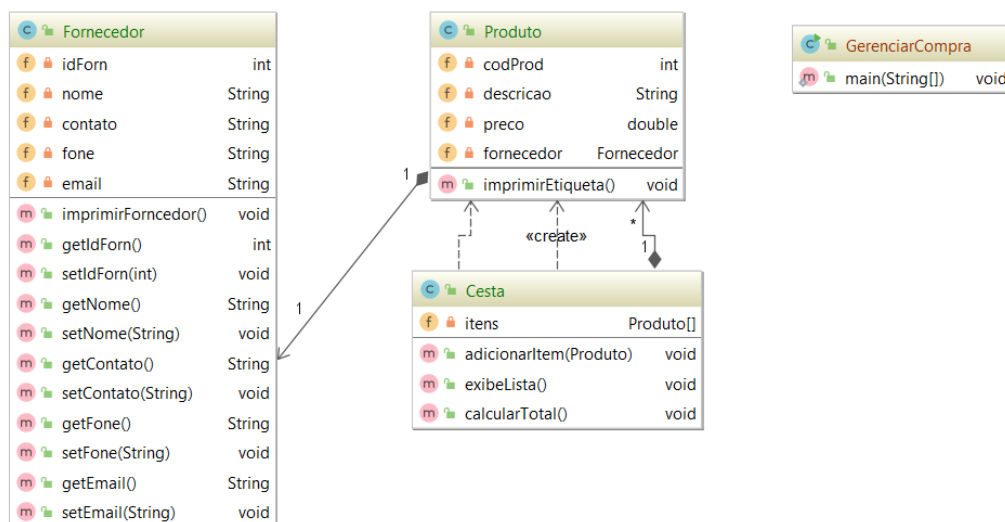 Fornecedor
idForn int
nome String
contato String
fone String
email String
imprimirForncedor() void
getIdForn() int
setIdForn(int) void
getNome() String
setNome(String) void
getContato() String
setContato(String) void
getFone() String
setFone(String) void
getEmail() String
setEmail(String) void
1
1
Produto
codProd int
descricao String
preco double
fornecedor Fornecedor
imprimirEtiqueta() void
«create»
*
1
Cesta
itens Produto[]
adicionarItem(Produto) void
exibeLista() void
calcularTotal() void
GerenciarCompra
main(String[]) void